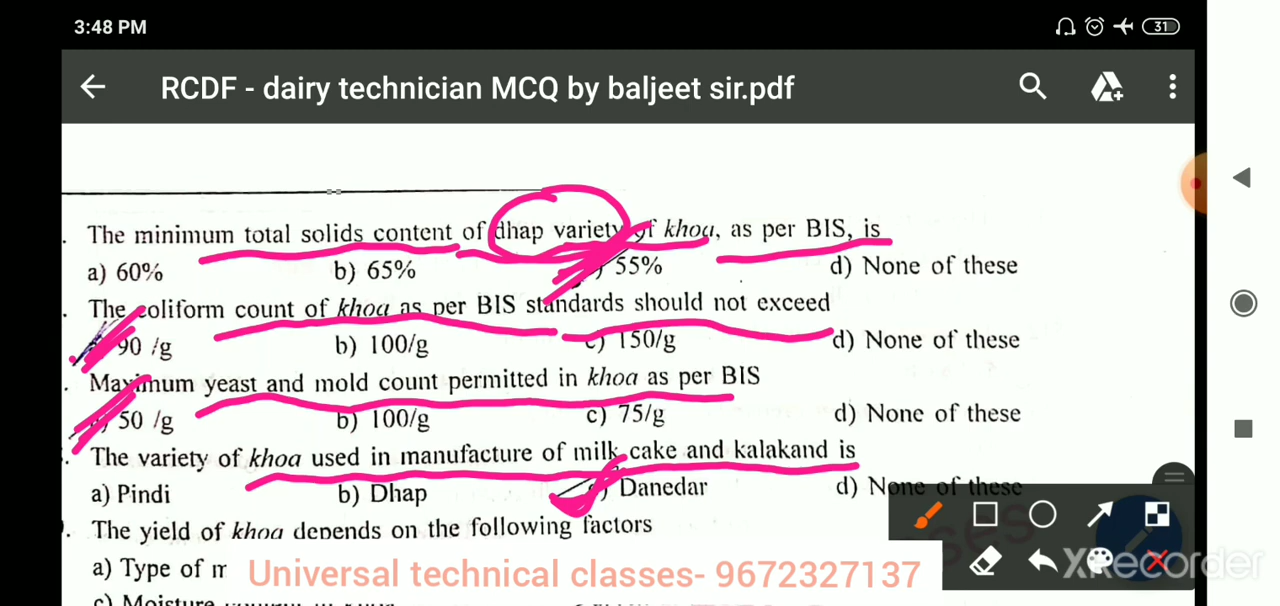 3:48 PM
31
RCDF - dairy technician MCQ by baljeet sir.pdf
. The minimum total solids content of dhap variety of khoa, as per BIS, is
a) 60% b) 65% ) 55% d) None of these
. The coliform count of khoa as per BIS standards should not exceed
90 /g b) 100/g c) 150/g d) None of these
. Maximum yeast and mold count permitted in khoa as per BIS
) 50 /g b) 100/g c) 75/g d) None of these
. The variety of khoa used in manufacture of milk cake and kalakand is
a) Pindi b) Dhap ) Danedar d) None of these
. The yield of khoa depends on the following factors
a) Type of m
Universal technical classes- 9672327137
c) Moisture content
XRecorder